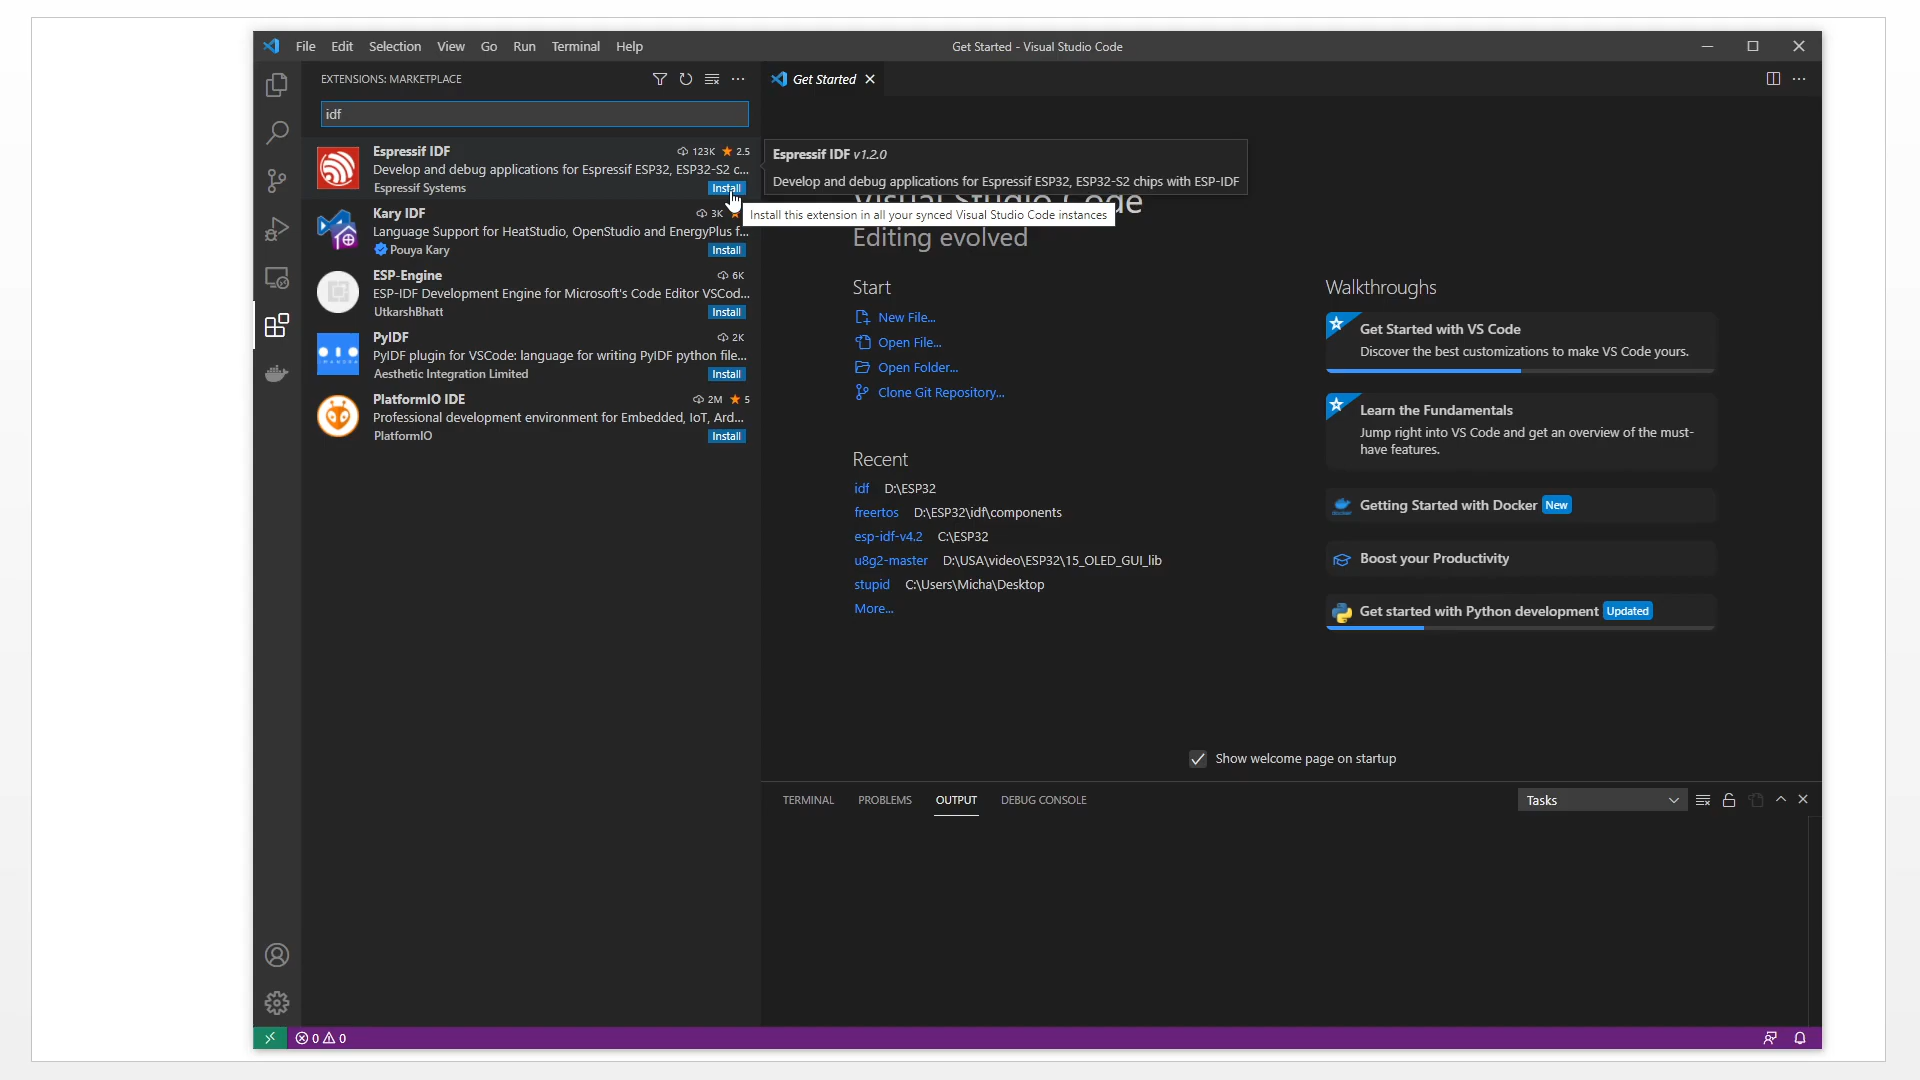 File Edit Selection View Go Run Terminal Help
Get Started - Visual Studio Code
EXTENSIONS: MARKETPLACE
idf
Espressif IDF 123K 2.5
Develop and debug applications for Espressif ESP32, ESP32-S2 c...
Espressif Systems Install
Kary IDF 3K
Language Support for HeatStudio, OpenStudio and EnergyPlus f...
Pouya Kary Install
ESP-Engine 6K
ESP-IDF Development Engine for Microsoft's Code Editor VSCod...
UtkarshBhatt Install
PyIDF 2K
PyIDF plugin for VSCode: language for writing PyIDF python file...
Aesthetic Integration Limited Install
PlatformIO IDE 2M 5
Professional development environment for Embedded, IoT, Ard...
PlatformIO Install
Get Started
Espressif IDF v1.2.0
Develop and debug applications for Espressif ESP32, ESP32-S2 chips with ESP-IDF
Visual Studio Code
Install this extension in all your synced Visual Studio Code instances
Editing evolved
Start
New File...
Open File...
Open Folder...
Clone Git Repository...
Recent
idf D:\ESP32
freertos D:\ESP32\idf\components
esp-idf-v4.2 C:\ESP32
u8g2-master D:\USA\video\ESP32\15_OLED_GUI_lib
stupid C:\Users\Micha\Desktop
More...
Walkthroughs
Get Started with VS Code
Discover the best customizations to make VS Code yours.
Learn the Fundamentals
Jump right into VS Code and get an overview of the must-
have features.
Getting Started with Docker New
Boost your Productivity
Get started with Python development Updated
Show welcome page on startup
TERMINAL PROBLEMS OUTPUT DEBUG CONSOLE
Tasks
0 0